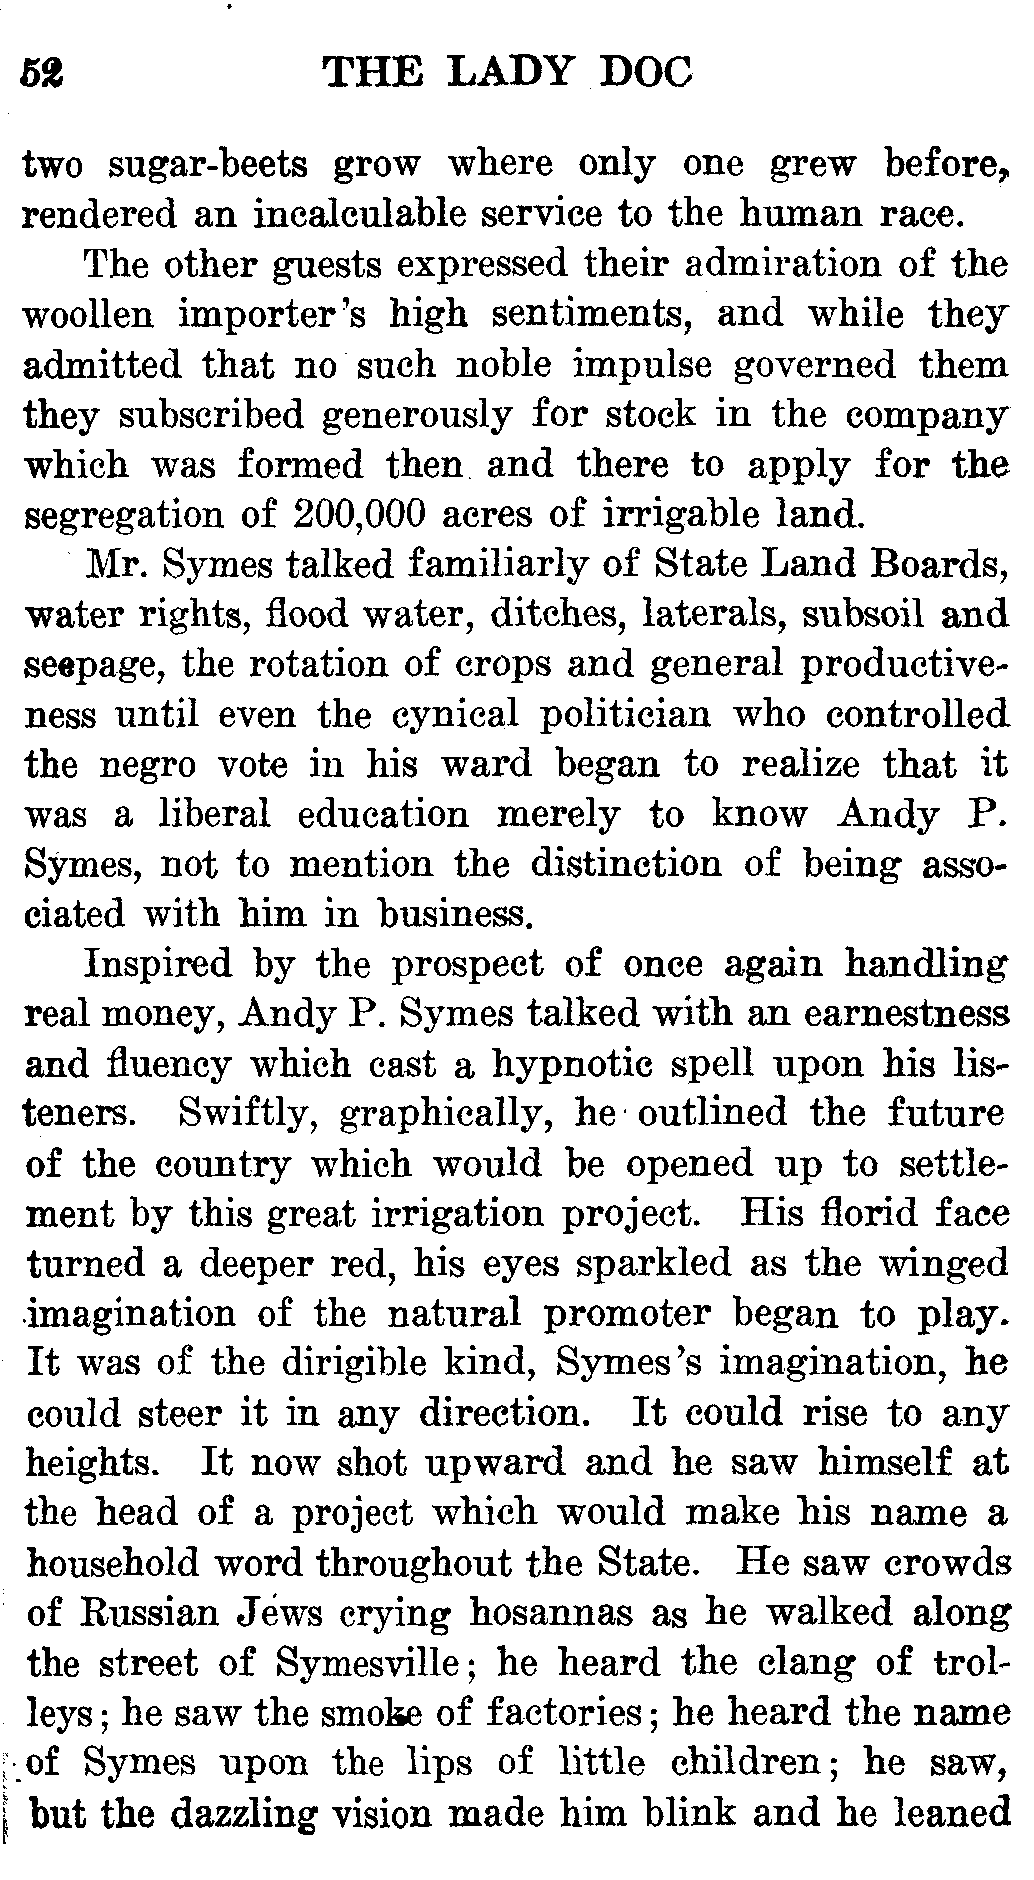 52 THE LADY DOC
two sugar-beets grow where only one grew before,
rendered an incalculable service to the human race.
The other guests expressed their admiration of the
woollen importer's high sentiments, and while they
admitted that no such noble impulse governed them
they subscribed generously for stock in the company
which was formed then and there to apply for the
segregation of 200,000 acres of irrigable land.
Mr. Symes talked familiarly of State Land Boards,
water rights, flood water, ditches, laterals, subsoil and
seepage, the rotation of crops and general productive-
ness until even the cynical politician who controlled
the negro vote in his ward began to realize that it
was a liberal education merely to know Andy P.
Symes, not to mention the distinction of being asso-
ciated with him in business.
Inspired by the prospect of once again handling
real money, Andy P. Symes talked with an earnestness
and fluency which cast a hypnotic spell upon his lis-
teners. Swiftly, graphically, he outlined the future
of the country which would be opened up to settle-
ment by this great irrigation project. His florid face
turned a deeper red, his eyes sparkled as the winged
imagination of the natural promoter began to play.
It was of the dirigible kind, Symes's imagination, he
could steer it in any direction. It could rise to any
heights. It now shot upward and he saw himself at
the head of a project which would make his name a
household word throughout the State. He saw crowds
of Russian Jews crying hosannas as he walked along
the street of Symesville; he heard the clang of trol-
leys; he saw the smoke of factories; he heard the name
of Symes upon the lips of little children; he saw,
but the dazzling vision made him blink and he leaned